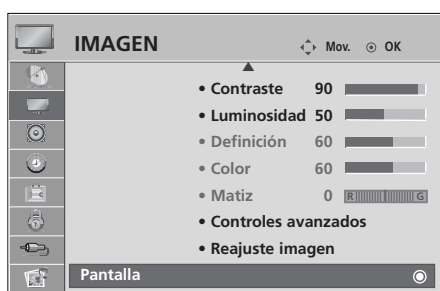 IMAGEN Mov. OK
• Contraste 90
• Luminosidad 50
• Definición 60
• Color 60
• Matiz 0 R G
• Controles avanzados
• Reajuste imagen
Pantalla